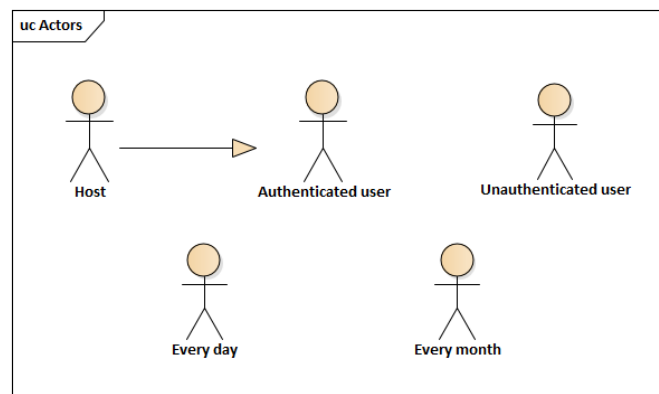 uc Actors
Host
Authenticated user
Unauthenticated user
Every day
Every month